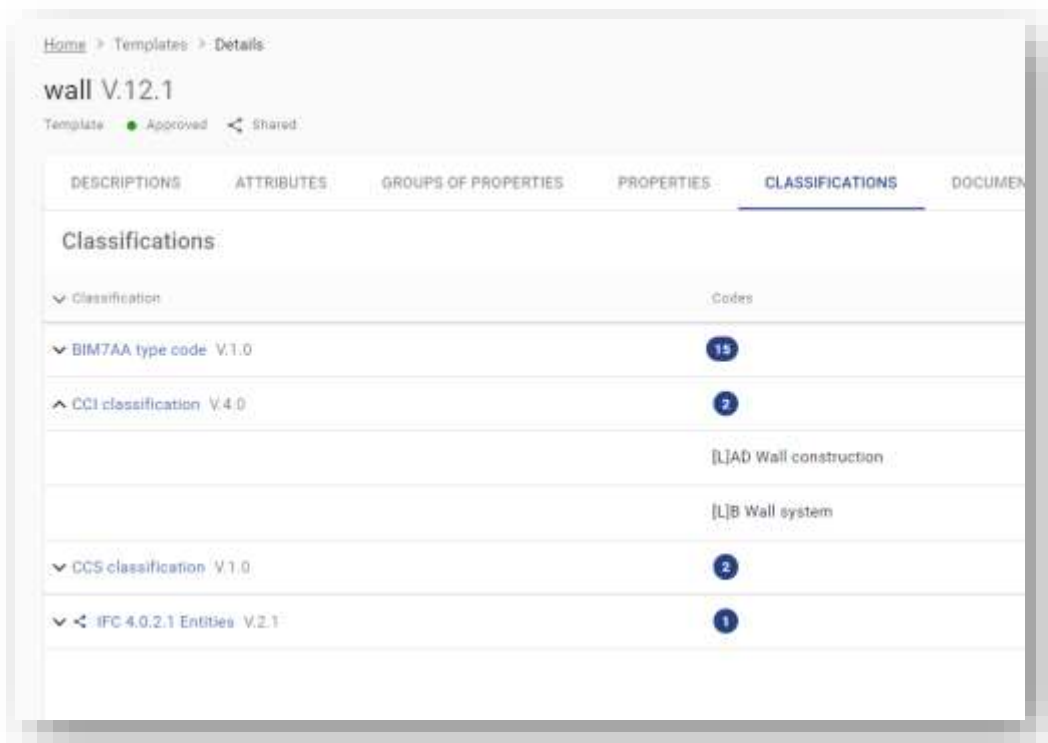 Home > Templates > Details
wall V.12.1
Template Approved Shared
DESCRIPTIONS ATTRIBUTES GROUPS OF PROPERTIES PROPERTIES CLASSIFICATIONS DOCUMEN
Classifications
Classification Codes
BIM7AA type code V.1.0 15
CCI classification V.4.0 2
[L]AD Wall construction
[L]B Wall system
CCS classification V.1.0 2
IFC 4.0.2.1 Entities V.2.1 1